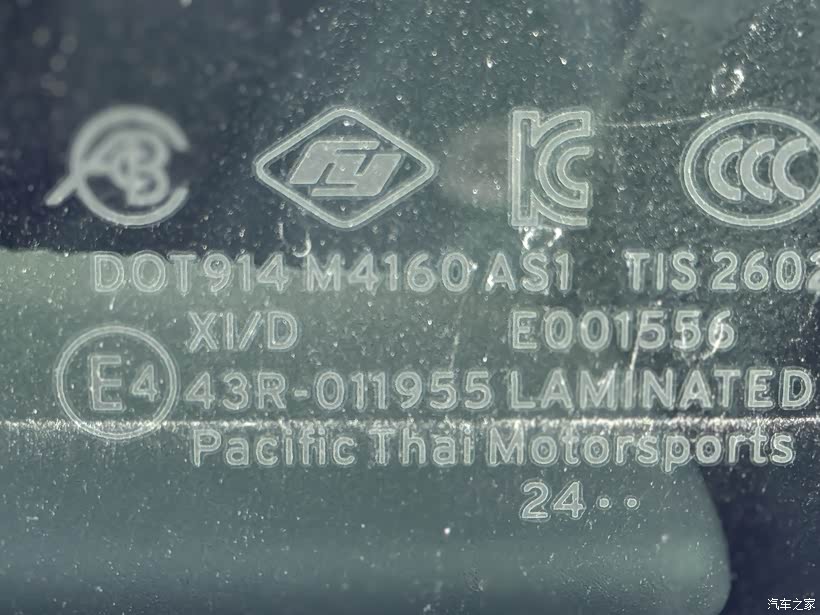 CCC
DOT914 M4160 AS1 TIS 2602
XI/D E001556
E4 43R-011955 LAMINATED
Pacific Thai Motorsports
24··
汽车之家